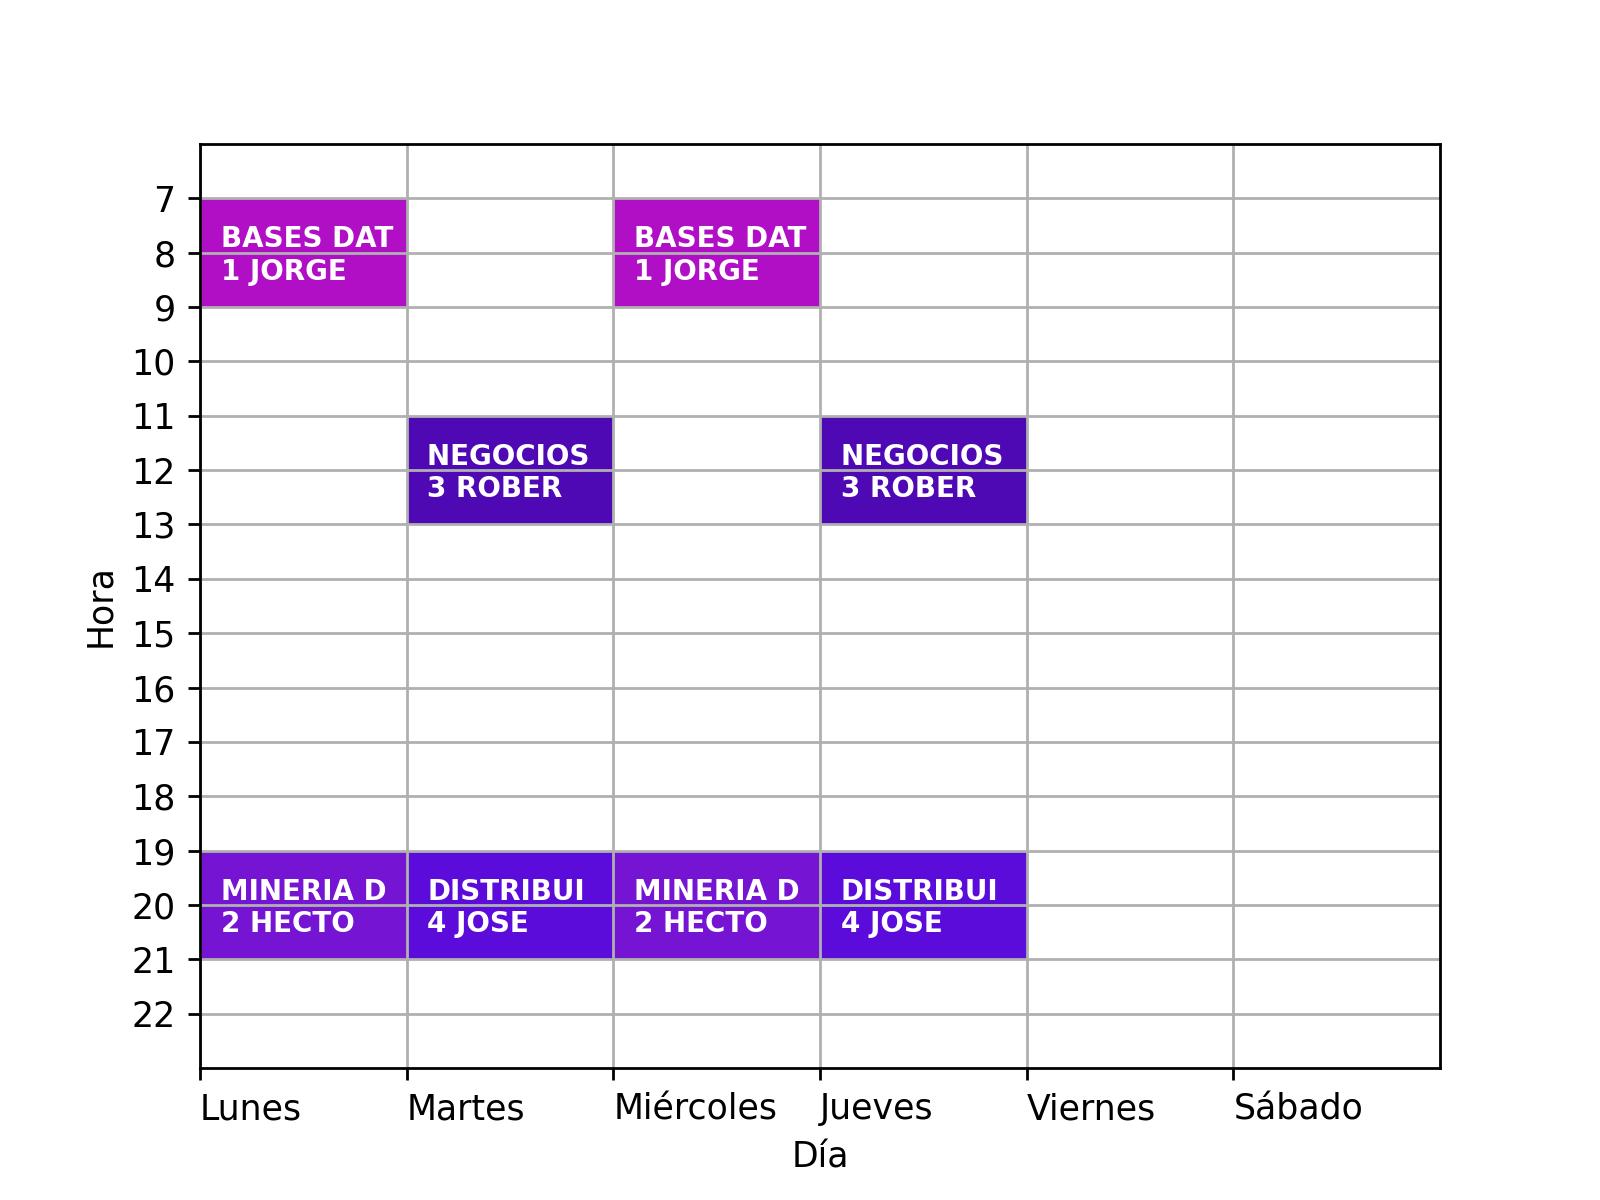 7
BASES DAT
1 JORGE
BASES DAT
1 JORGE
8
9
10
11
NEGOCIOS
3 ROBER
NEGOCIOS
3 ROBER
12
13
14
Hora
15
16
17
18
19
MINERIA D
2 HECTO
DISTRIBUI
4 JOSE
MINERIA D
2 HECTO
DISTRIBUI
4 JOSE
20
21
22
Lunes
Martes
Miércoles
Jueves
Viernes
Sábado
Día